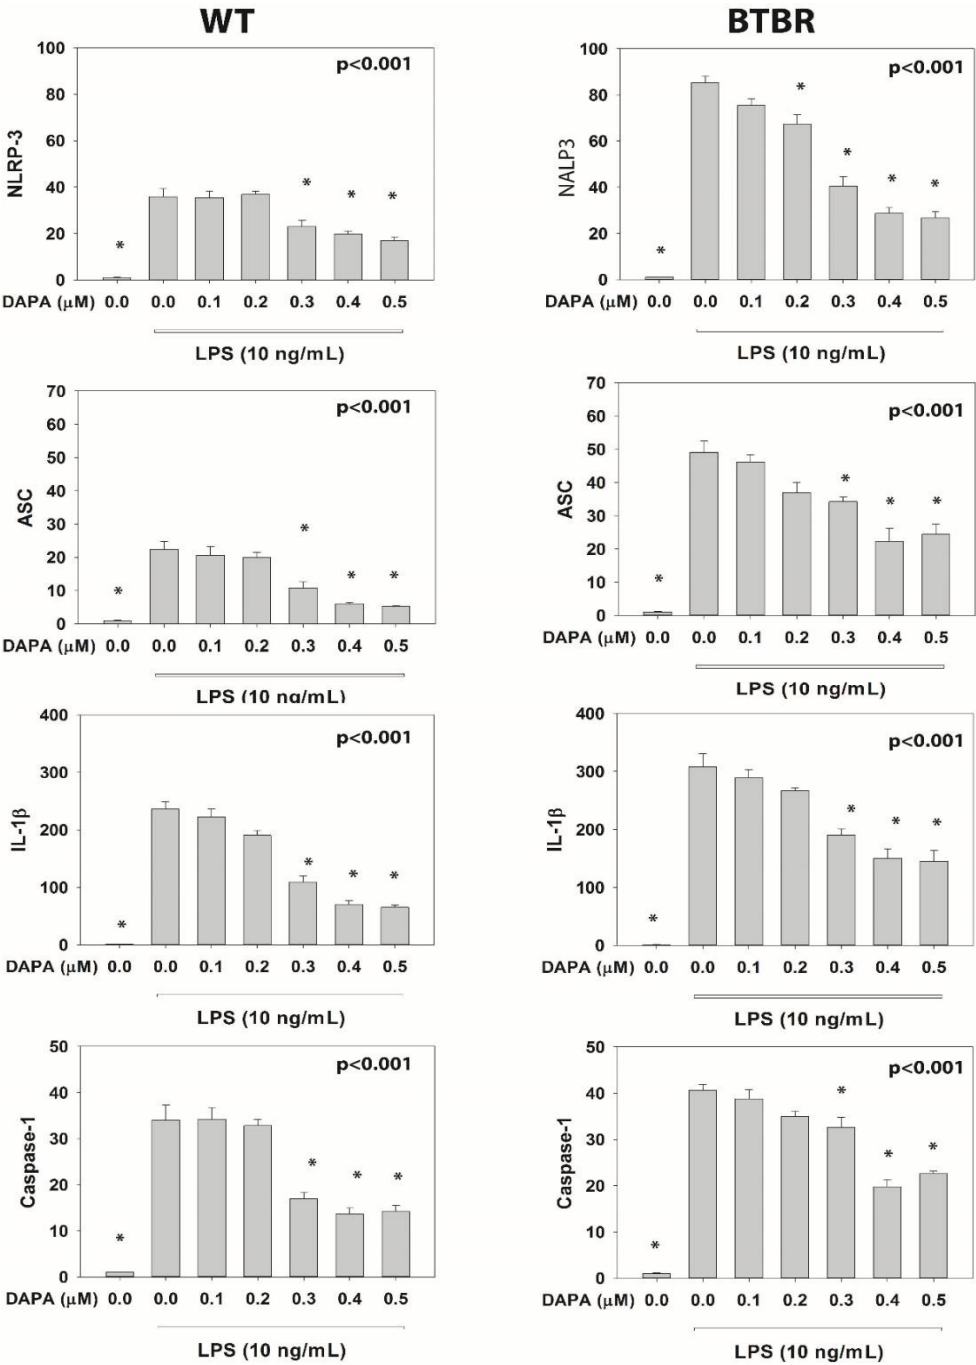 WT
BTBR
100
80
60
40
20
0
NLRP-3
p<0.001
* * * *
DAPA (μM) 0.0 0.0 0.1 0.2 0.3 0.4 0.5
LPS (10 ng/mL)
100
80
60
40
20
0
NALP3
p<0.001
* * * * *
DAPA (μM) 0.0 0.0 0.1 0.2 0.3 0.4 0.5
LPS (10 ng/mL)
70
60
50
40
30
20
10
0
ASC
p<0.001
* * * *
DAPA (μM) 0.0 0.0 0.1 0.2 0.3 0.4 0.5
LPS (10 ng/mL)
70
60
50
40
30
20
10
0
ASC
p<0.001
* * * *
DAPA (μM) 0.0 0.0 0.1 0.2 0.3 0.4 0.5
LPS (10 ng/mL)
400
300
200
100
0
IL-1β
p<0.001
* * * *
DAPA (μM) 0.0 0.0 0.1 0.2 0.3 0.4 0.5
LPS (10 ng/mL)
400
300
200
100
0
IL-1β
p<0.001
* * * *
DAPA (μM) 0.0 0.0 0.1 0.2 0.3 0.4 0.5
LPS (10 ng/mL)
50
40
30
20
10
0
Caspase-1
p<0.001
* * * *
DAPA (μM) 0.0 0.0 0.1 0.2 0.3 0.4 0.5
LPS (10 ng/mL)
50
40
30
20
10
0
Caspase-1
p<0.001
* * * *
DAPA (μM) 0.0 0.0 0.1 0.2 0.3 0.4 0.5
LPS (10 ng/mL)